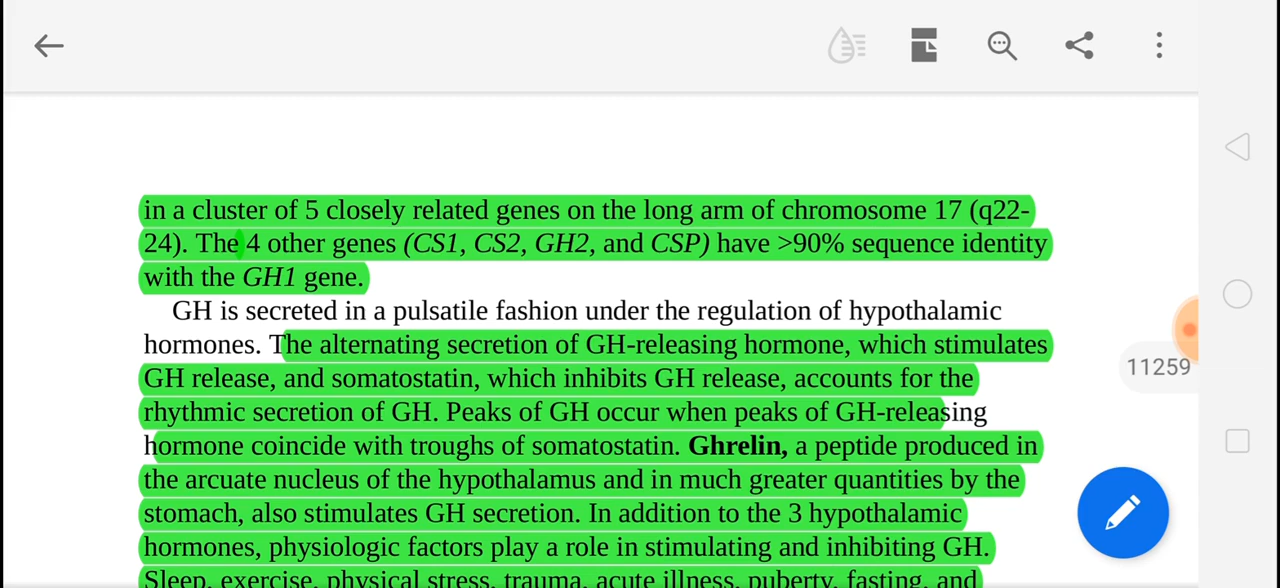 in a cluster of 5 closely related genes on the long arm of chromosome 17 (q22-
24). The 4 other genes (CS1, CS2, GH2, and CSP) have >90% sequence identity
with the GH1 gene.
GH is secreted in a pulsatile fashion under the regulation of hypothalamic
hormones. The alternating secretion of GH-releasing hormone, which stimulates
GH release, and somatostatin, which inhibits GH release, accounts for the
rhythmic secretion of GH. Peaks of GH occur when peaks of GH-releasing
hormone coincide with troughs of somatostatin. Ghrelin, a peptide produced in
the arcuate nucleus of the hypothalamus and in much greater quantities by the
stomach, also stimulates GH secretion. In addition to the 3 hypothalamic
hormones, physiologic factors play a role in stimulating and inhibiting GH.
Sleep, exercise, physical stress, trauma, acute illness, puberty, fasting, and
11259